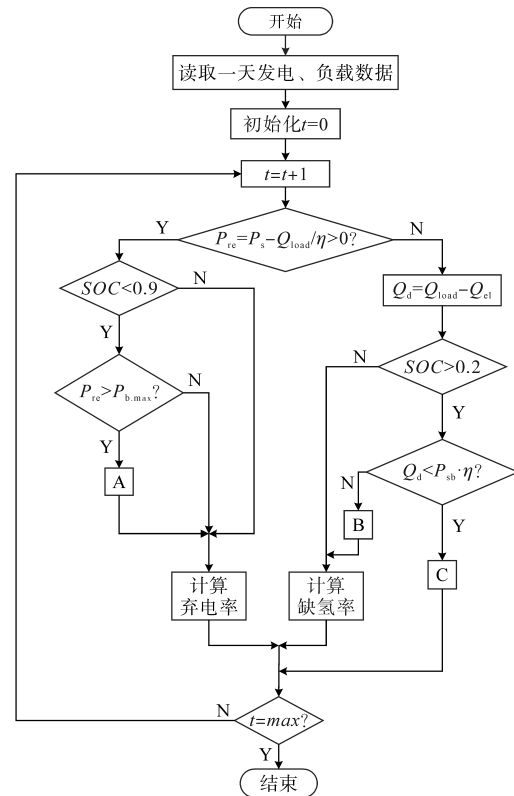 开始
读取一天发电、负载数据
初始化t=0
t=t+1
Y
P_re=P_s−Q_load/η>0?
N
SOC<0.9
N
Q_d=Q_load−Q_el
Y
N
SOC>0.2
P_re>P_b.max?
N
Y
Y
Q_d<P_sb·η?
A
N
B
Y
C
计算
弃电率
计算
缺氢率
N
t=max?
Y
结束